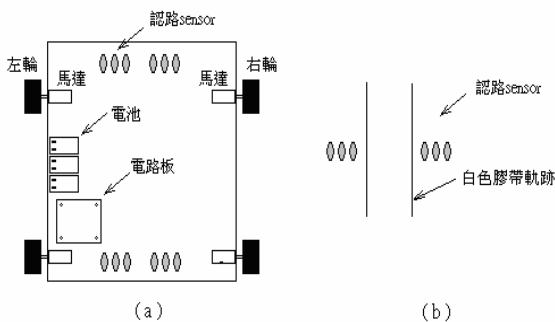 認路sensor
左輪
馬達
馬達
右輪
電池
電路板
(a)
認路sensor
白色膠帶軌跡
(b)